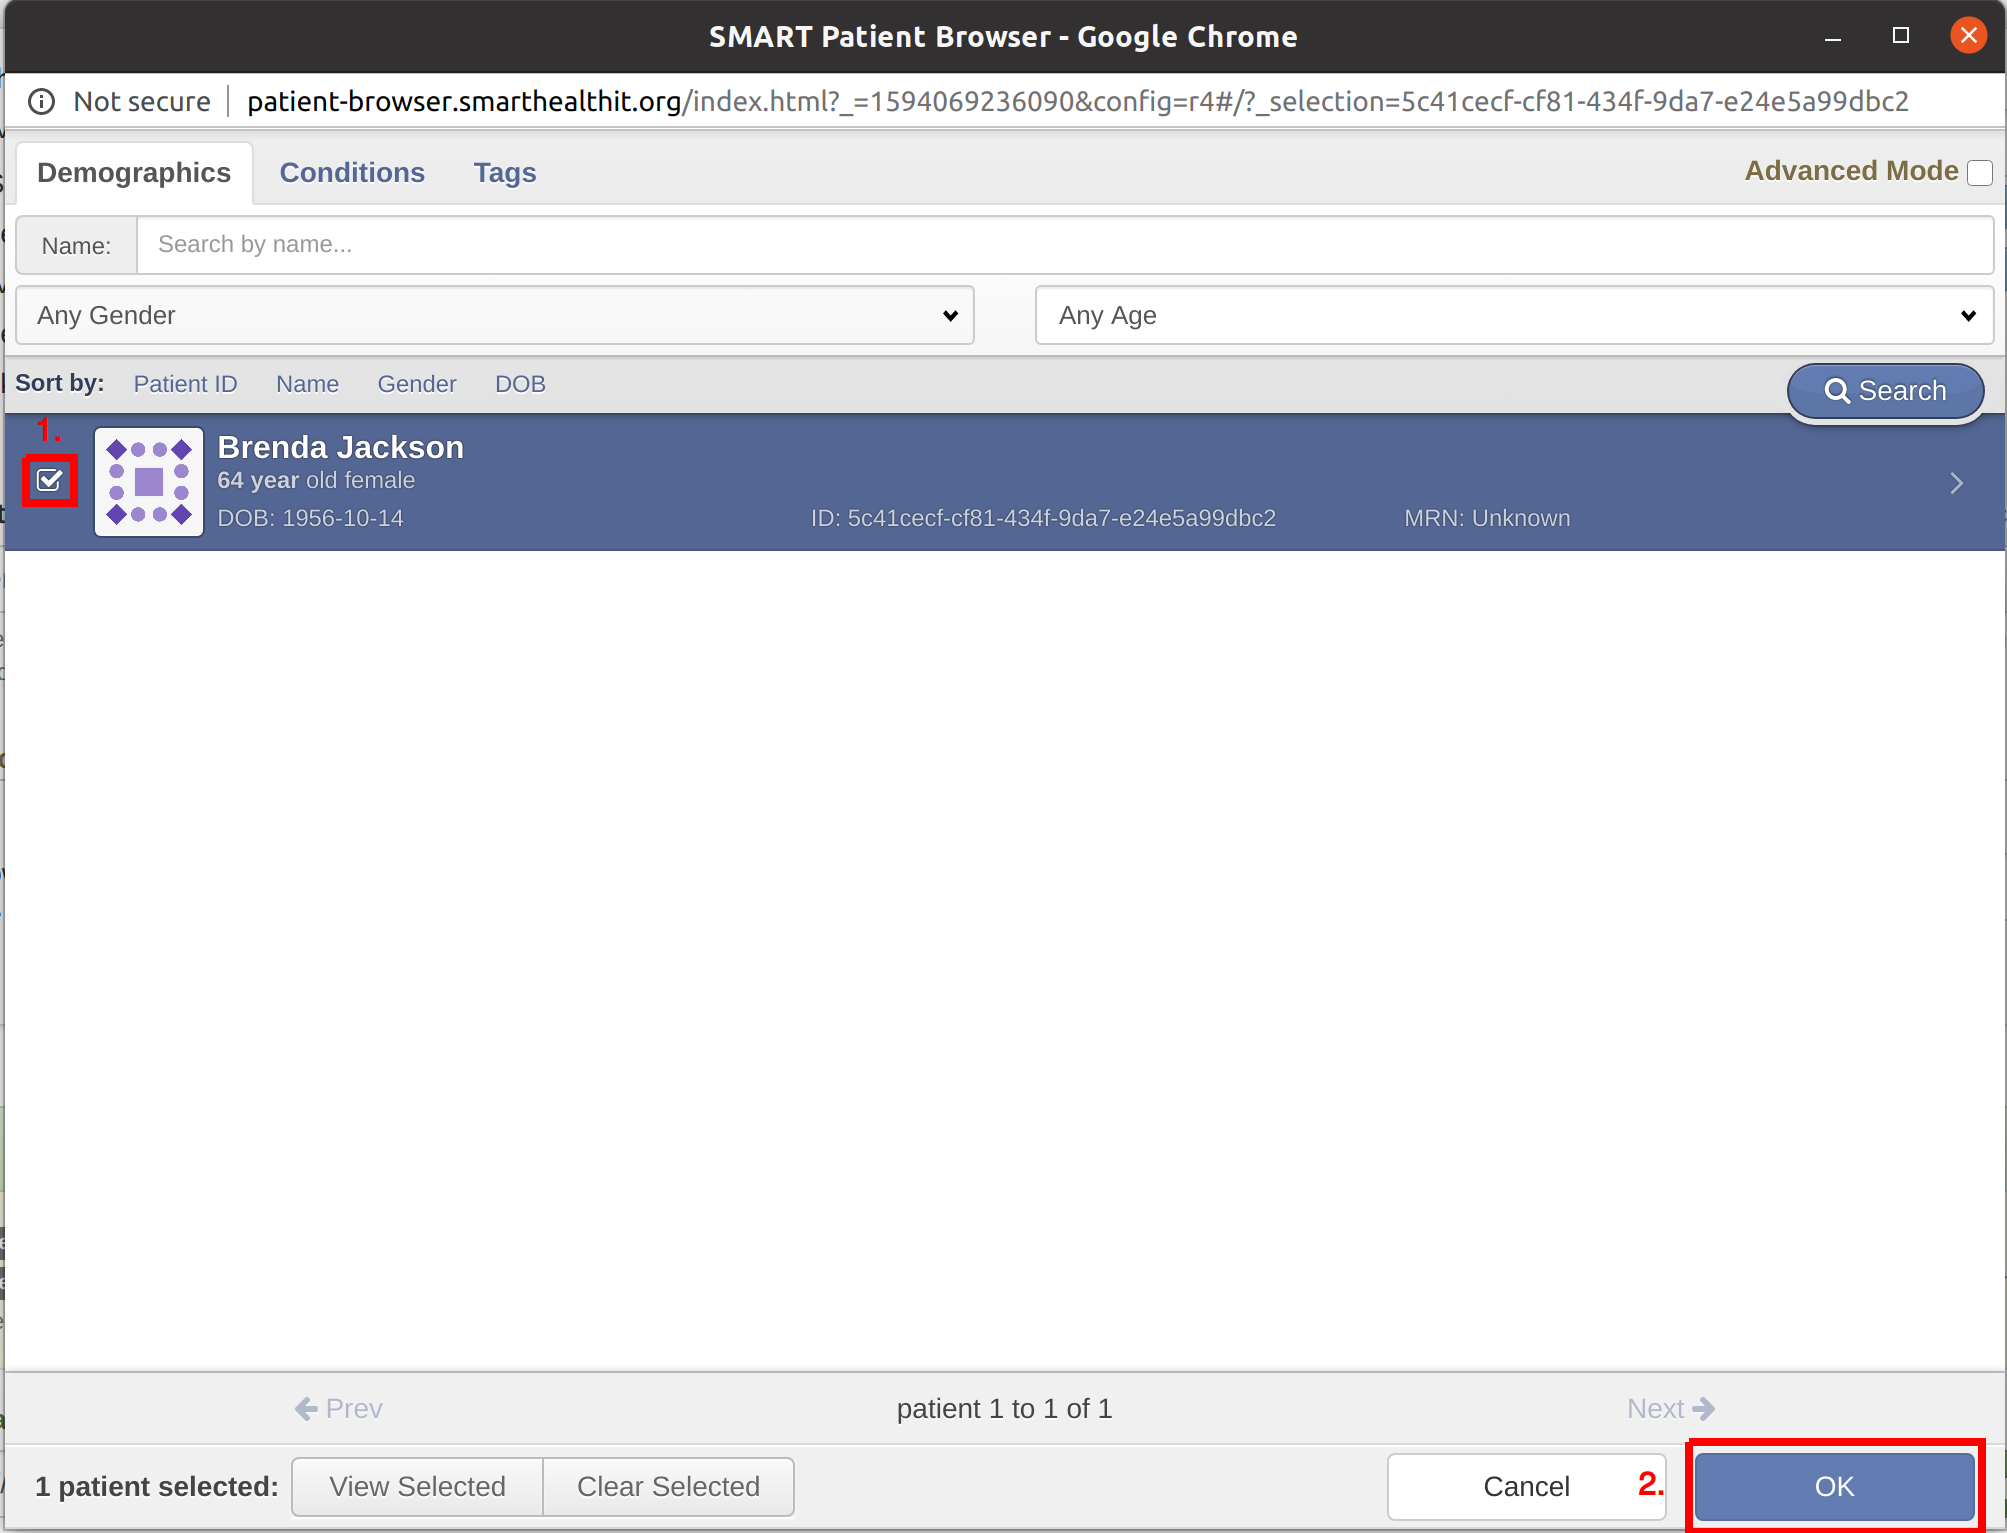 SMART Patient Browser - Google Chrome
Not secure patient-browser.smarthealthit.org/index.html?_=1594069236090&config=r4#/?_selection=5c41cecf-cf81-434f-9da7-e24e5a99dbc2
Demographics Conditions Tags Advanced Mode
Name: Search by name...
Any Gender Any Age
Sort by: Patient ID Name Gender DOB Search
1.
Brenda Jackson
64 year old female
DOB: 1956-10-14 ID: 5c41cecf-cf81-434f-9da7-e24e5a99dbc2 MRN: Unknown
Prev patient 1 to 1 of 1 Next
1 patient selected: View Selected Clear Selected Cancel 2. OK